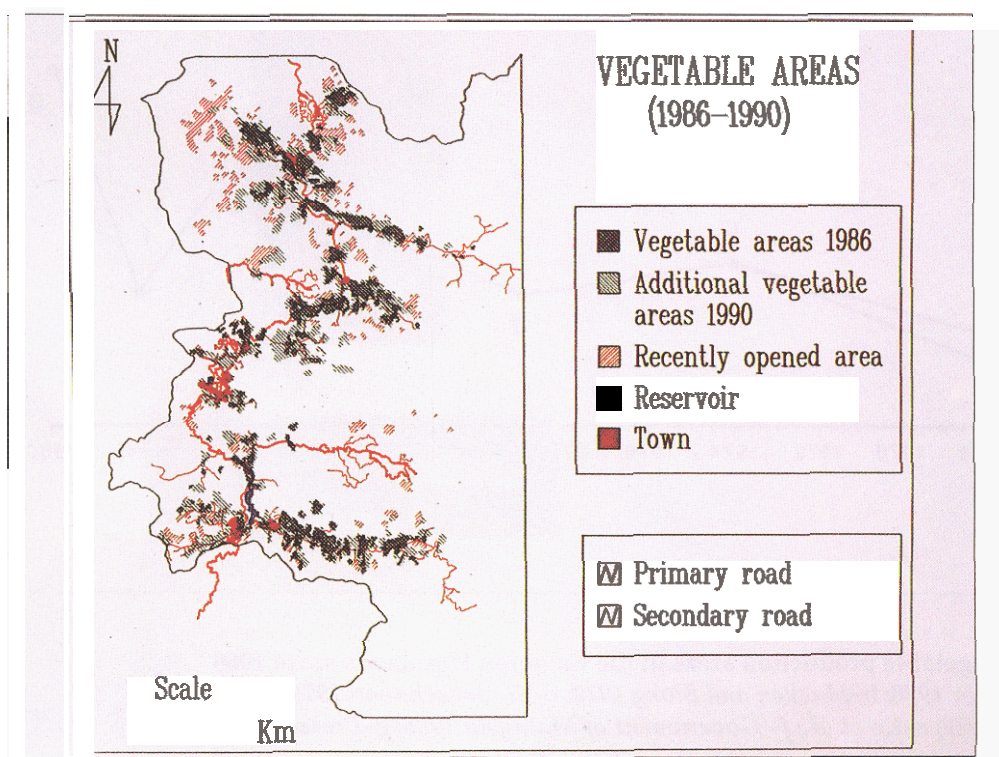 N
VEGETABLE AREAS
(1986-1990)
Vegetable areas 1986
Additional vegetable
areas 1990
Recently opened area
Reservoir
Town
Primary road
Secondary road
Scale
Km